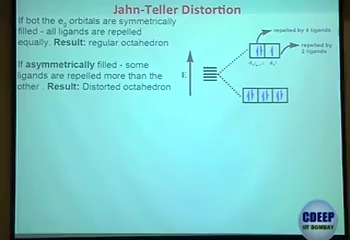 Jahn-Teller Distortion
If bot the eg orbitals are symmetrically
filled - all ligands are repelled
equally. Result: regular octahedron
If asymmetrically filled - some
ligands are repelled more than the
other . Result: Distorted octahedron
repelled by 4 ligands
repelled by
2 ligands
E
CDEEP
IIT BOMBAY